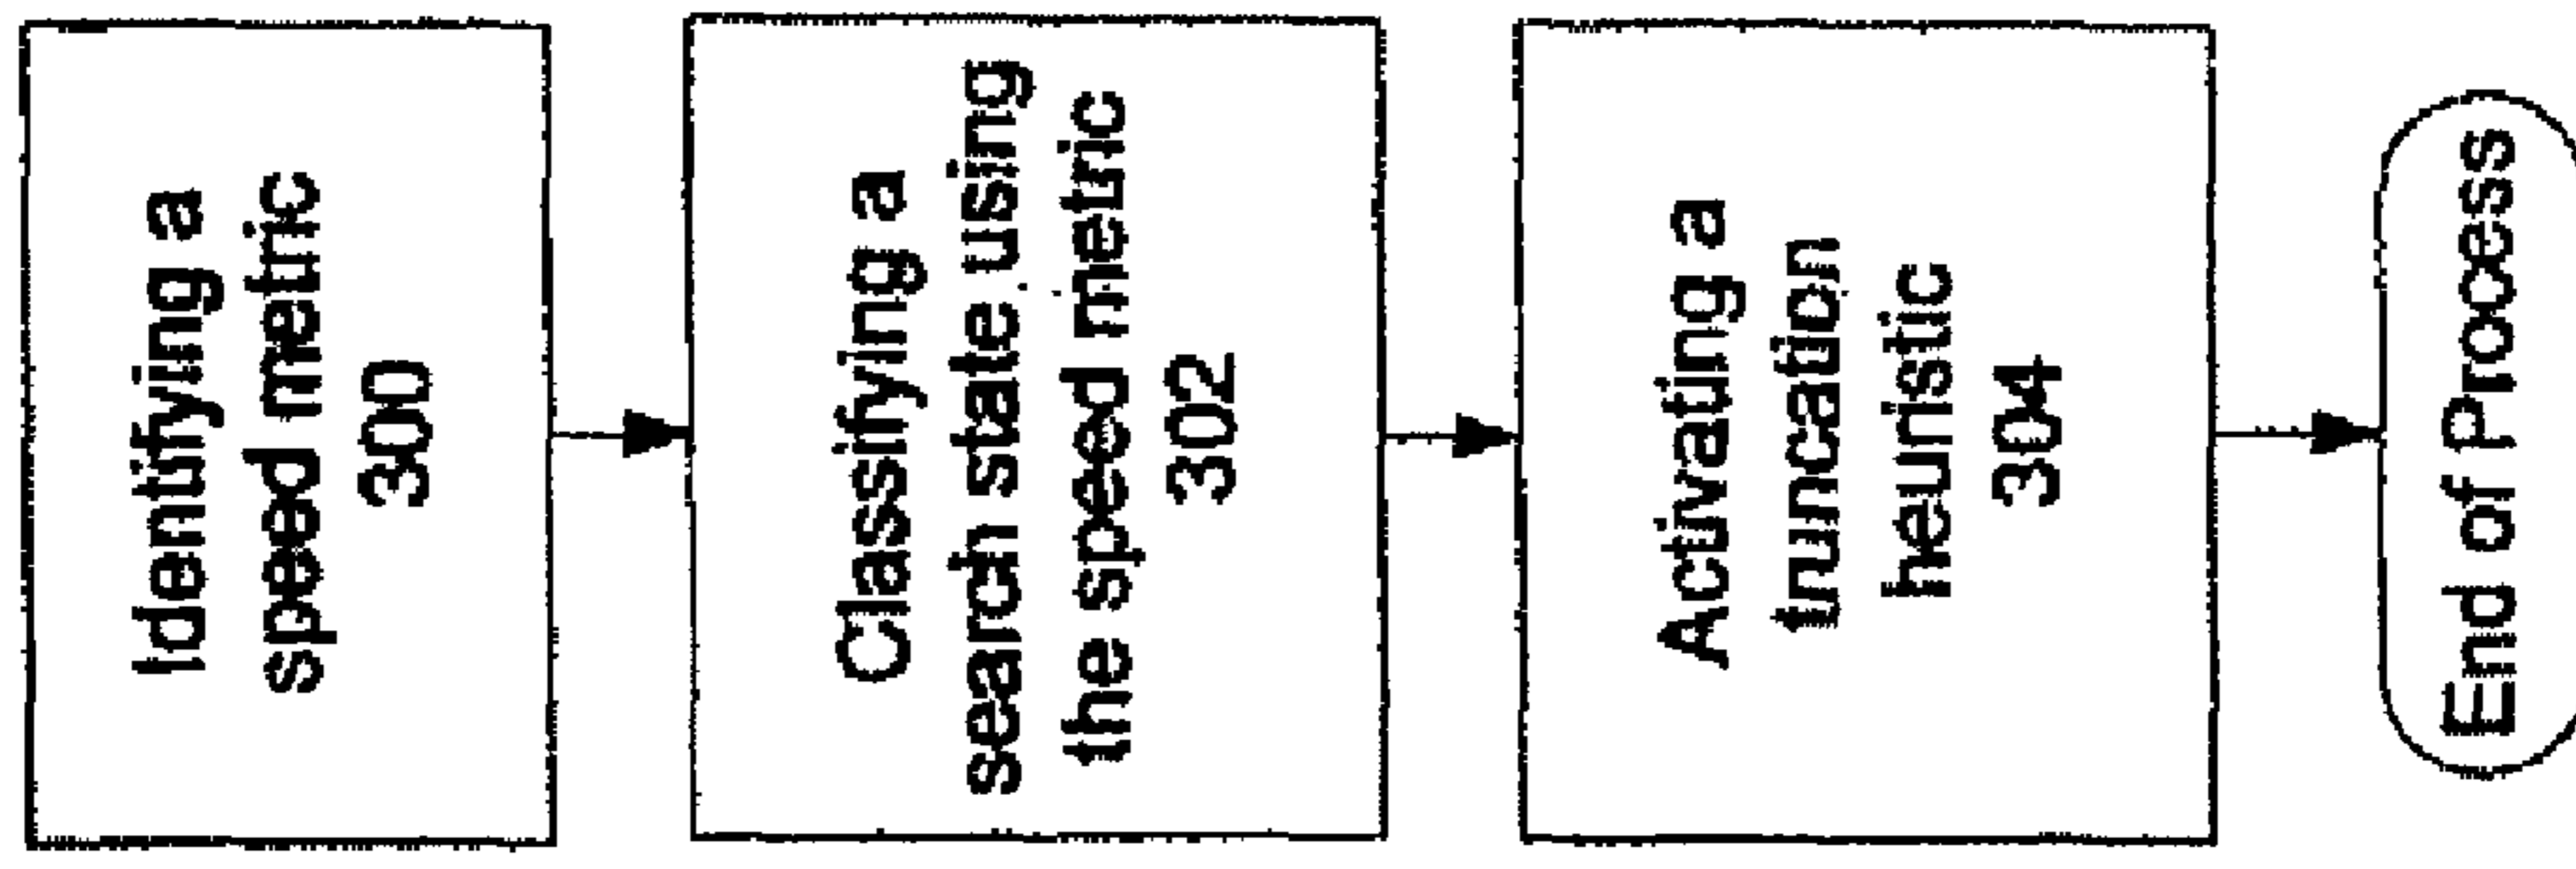 Identifying a
speed metric
300
Classifying a
search state using
the speed metric
302
Activating a
truncation
heuristic
304
End of Process